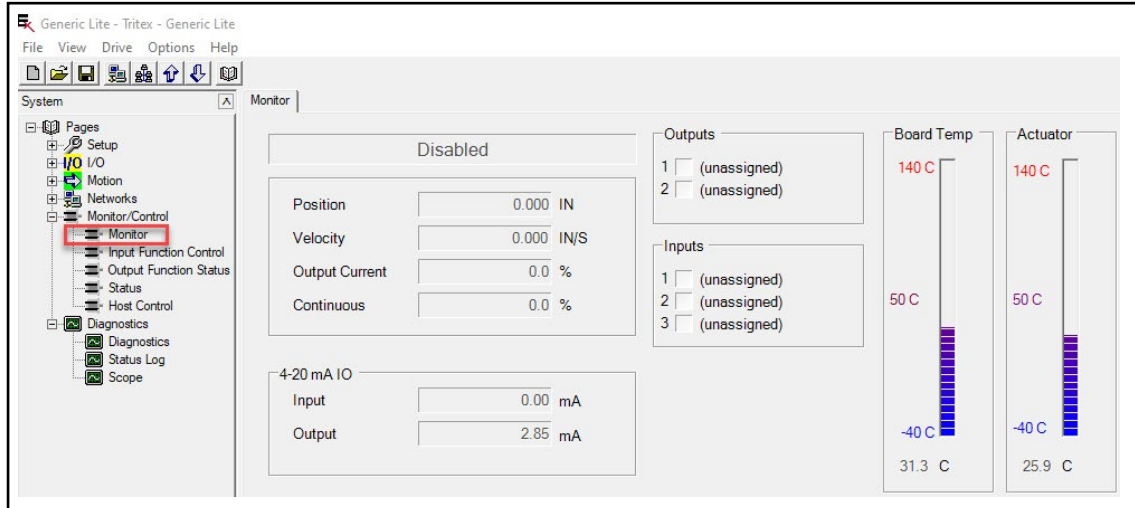 Generic Lite - Tritex - Generic Lite
File View Drive Options Help
System
Monitor
Pages
Setup
I/O I/O
Motion
Networks
Monitor/Control
Monitor
Input Function Control
Output Function Status
Status
Host Control
Diagnostics
Diagnostics
Status Log
Scope
Disabled
Position 0.000 IN
Velocity 0.000 IN/S
Output Current 0.0 %
Continuous 0.0 %
4-20 mA IO
Input 0.00 mA
Output 2.85 mA
Outputs
1 (unassigned)
2 (unassigned)
Inputs
1 (unassigned)
2 (unassigned)
3 (unassigned)
Board Temp
140 C
50 C
-40 C
31.3 C
Actuator
140 C
50 C
-40 C
25.9 C